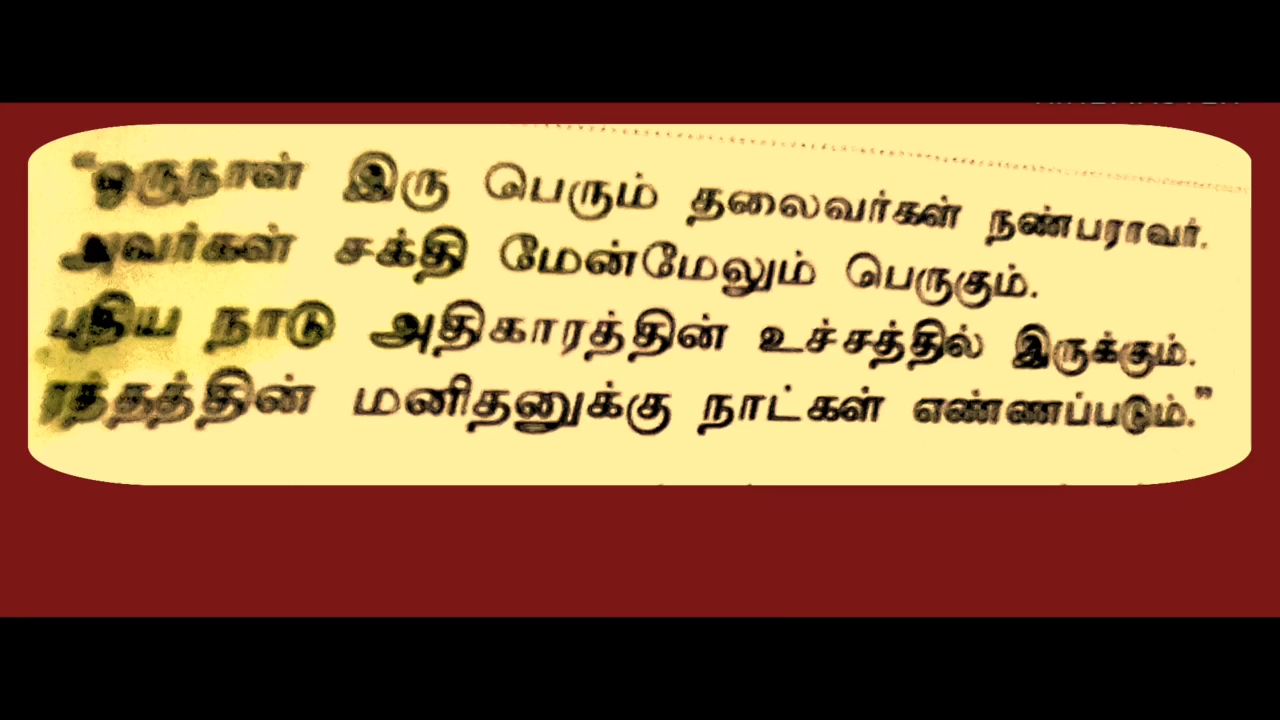 “ஒருநாள் இரு பெரும் தலைவர்கள் நண்பராவர்.
அவர்கள் சக்தி மேன்மேலும் பெருகும்.
புதிய நாடு அதிகாரத்தின் உச்சத்தில் இருக்கும்.
ரத்தத்தின் மனிதனுக்கு நாட்கள் எண்ணப்படும்.”